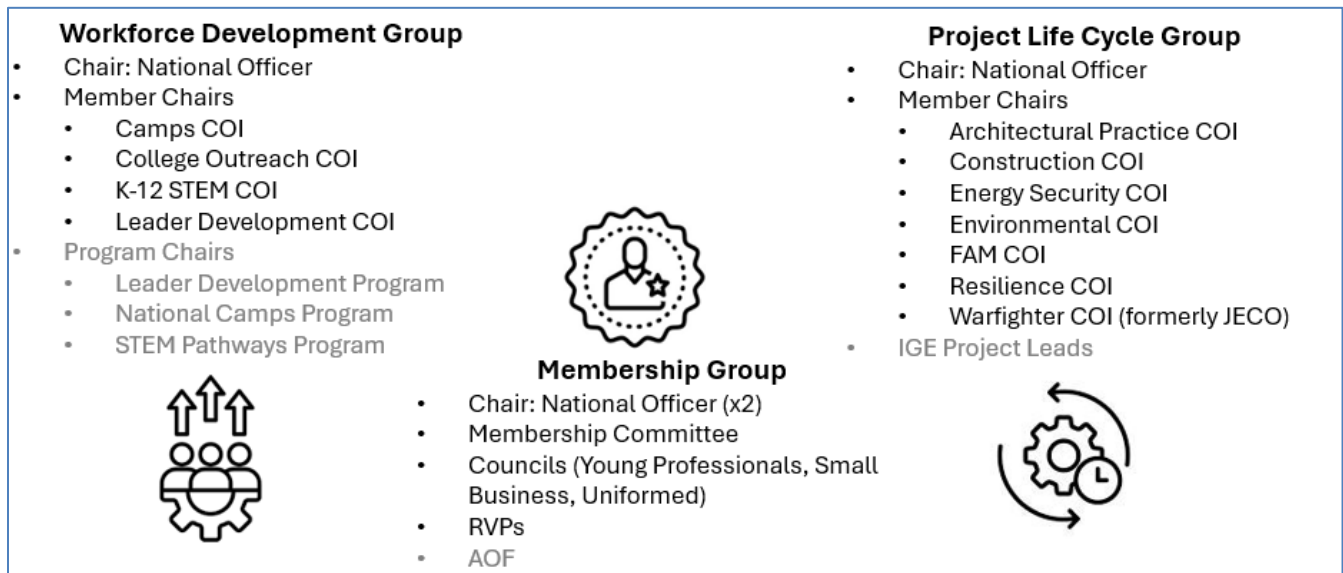 Workforce Development Group
• Chair: National Officer
• Member Chairs
• Camps COI
• College Outreach COI
• K-12 STEM COI
• Leader Development COI
• Program Chairs
• Leader Development Program
• National Camps Program
• STEM Pathways Program
Membership Group
• Chair: National Officer (x2)
• Membership Committee
• Councils (Young Professionals, Small
Business, Uniformed)
• RVPs
• AOF
Project Life Cycle Group
• Chair: National Officer
• Member Chairs
• Architectural Practice COI
• Construction COI
• Energy Security COI
• Environmental COI
• FAM COI
• Resilience COI
• Warfighter COI (formerly JECO)
• IGE Project Leads